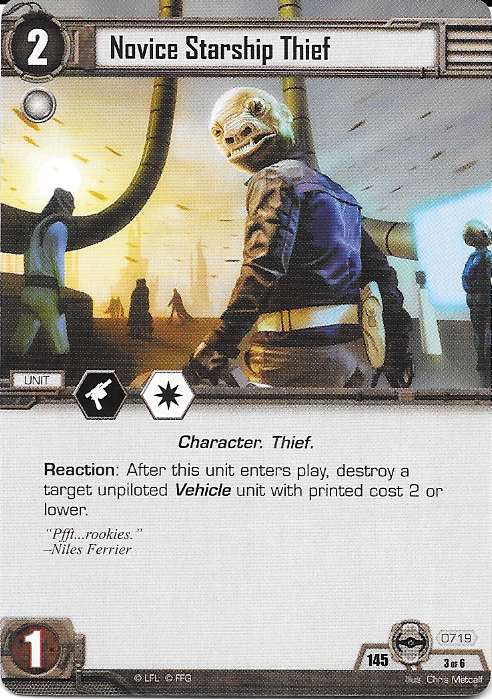 2
Novice Starship Thief
UNIT
Character. Thief.
Reaction: After this unit enters play, destroy a
target unpiloted Vehicle unit with printed cost 2 or
lower.
"Pfft...rookies."
–Niles Ferrier
1
145
0719
3 OF 6
© LFL © FFG
Illus. Chris Metcalf